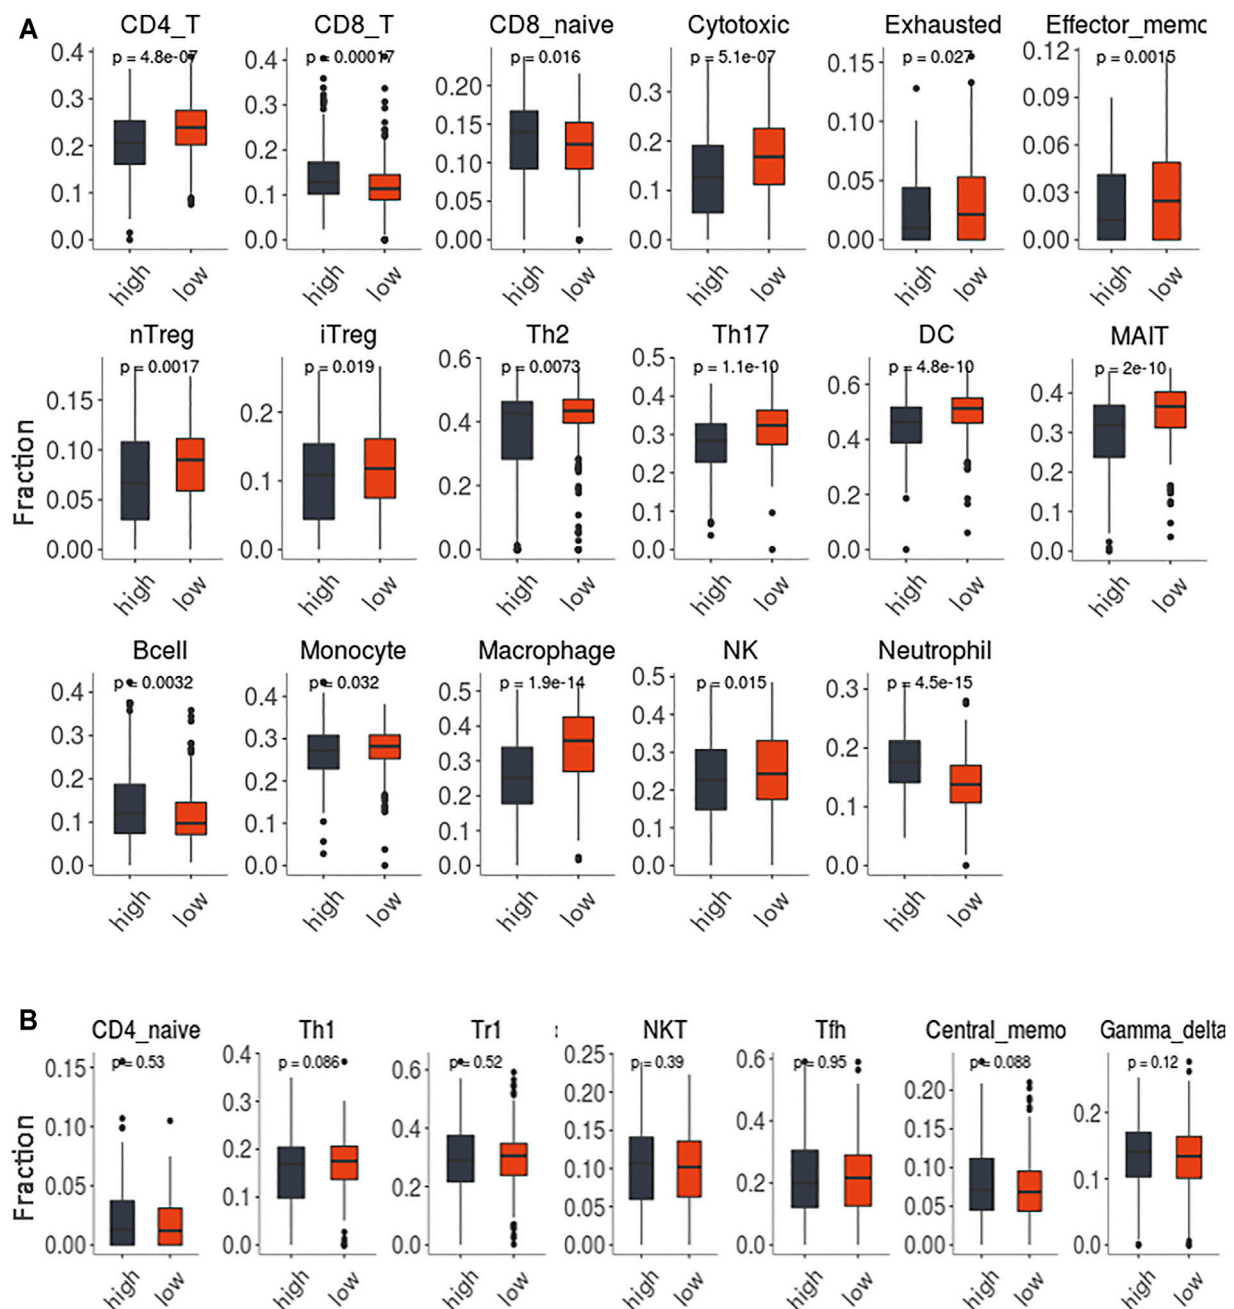 A
CD4_T CD8_T CD8_naive Cytotoxic Exhausted Effector_memo
p = 4.8e-07 p = 0.00017 p = 0.016 p = 5.1e-07 p = 0.027 p = 0.0015
0.4 0.3 0.2 0.1 0.0
0.4 0.3 0.2 0.1 0.0
0.20 0.15 0.10 0.05 0.00
0.3 0.2 0.1 0.0
0.15 0.10 0.05 0.00
0.12 0.09 0.06 0.03 0.00
high low high low high low high low high low high low
nTreg iTreg Th2 Th17 DC MAIT
p = 0.0017 p = 0.019 p = 0.0073 p = 1.1e-10 p = 4.8e-10 p = 2e-10
Fraction
0.15 0.10 0.05 0.00
0.2 0.1 0.0
0.6 0.4 0.2 0.0
0.5 0.4 0.3 0.2 0.1 0.0
0.6 0.4 0.2 0.0
0.4 0.3 0.2 0.1 0.0
high low high low high low high low high low high low
Bcell Monocyte Macrophage NK Neutrophil
p = 0.0032 p = 0.032 p = 1.9e-14 p = 0.015 p = 4.5e-15
0.4 0.3 0.2 0.1 0.0
0.4 0.3 0.2 0.1 0.0
0.5 0.4 0.3 0.2 0.1 0.0
0.5 0.4 0.3 0.2 0.1 0.0
0.3 0.2 0.1 0.0
high low high low high low high low high low
B
CD4_naive Th1 Tr1 NKT Tfh Central_memo Gamma_delta
p = 0.53 p = 0.086 p = 0.52 p = 0.39 p = 0.95 p = 0.088 p = 0.12
Fraction
0.15 0.10 0.05 0.00
0.4 0.3 0.2 0.1 0.0
0.6 0.4 0.2 0.0
0.25 0.20 0.15 0.10 0.05 0.00
0.6 0.4 0.2 0.0
0.20 0.15 0.10 0.05 0.00
0.2 0.1 0.0
high low high low high low high low high low high low high low